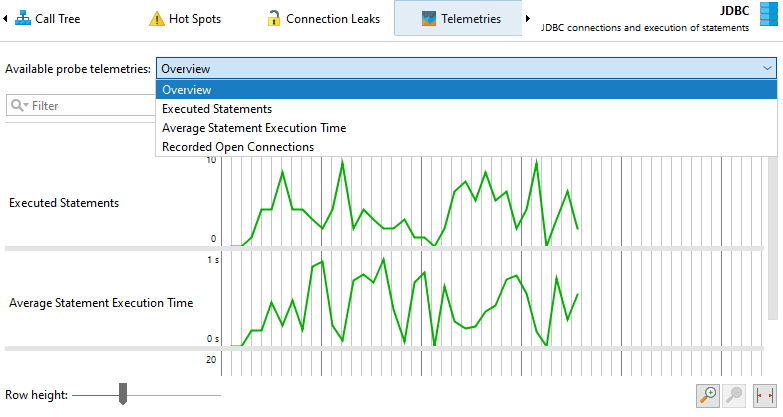 Call Tree
Hot Spots
Connection Leaks
Telemetries
JDBC
JDBC connections and execution of statements
Available probe telemetries:
Overview
Overview
Executed Statements
Average Statement Execution Time
Recorded Open Connections
Filter
10
Executed Statements
0
1 s
Average Statement Execution Time
0 s
20
Row height: